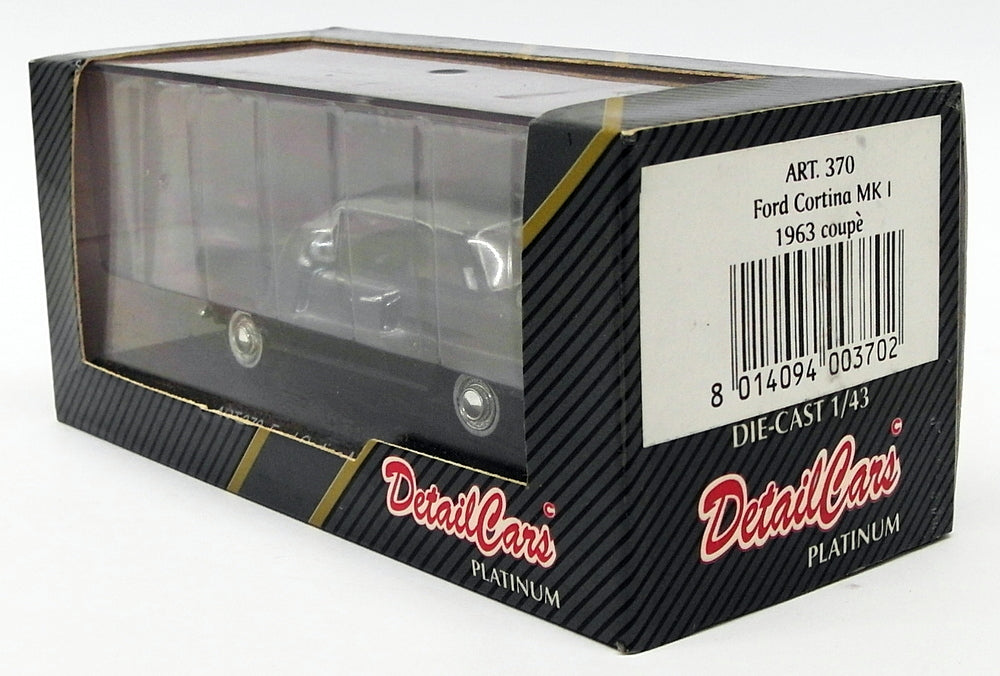 ART. 370
Ford Cortina MK I
1963 coupè
8 014094 003702
DIE-CAST 1/43
DetailCars
PLATINUM
DetailCars
PLATINUM